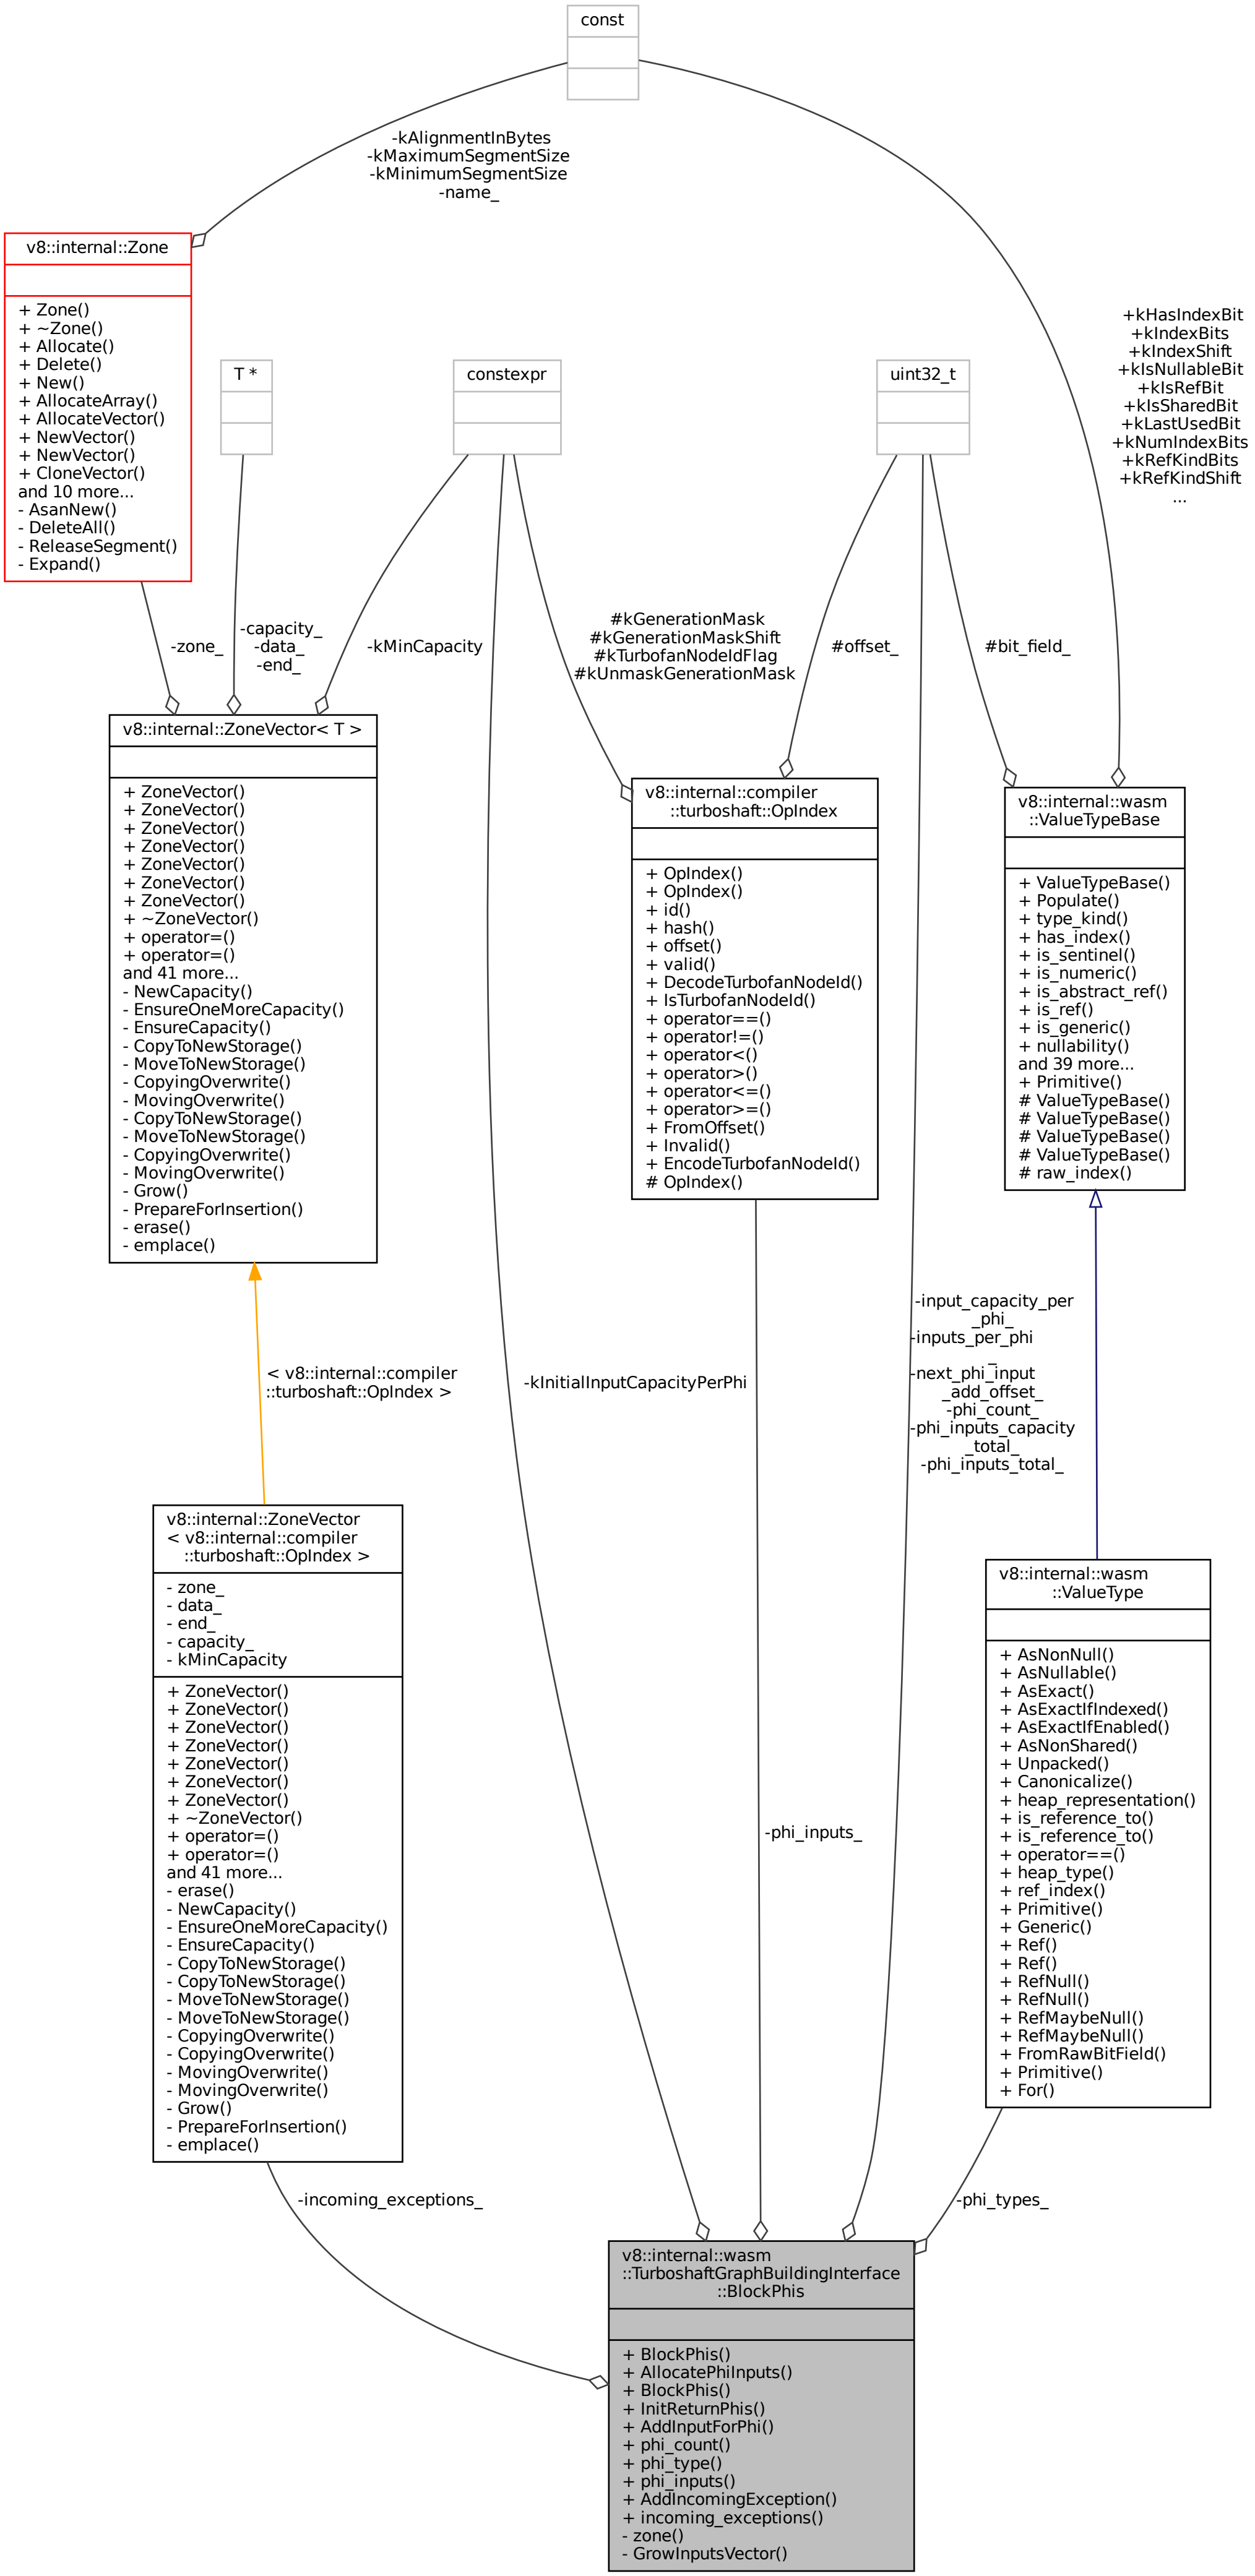 const
-kAlignmentInBytes
-kMaximumSegmentSize
-kMinimumSegmentSize
-name_
v8::internal::Zone
+ Zone()
+ ~Zone()
+ Allocate()
+ Delete()
+ New()
+ AllocateArray()
+ AllocateVector()
+ NewVector()
+ NewVector()
+ CloneVector()
and 10 more...
- AsanNew()
- DeleteAll()
- ReleaseSegment()
- Expand()
+kHasIndexBit
+kIndexBits
+kIndexShift
+kIsNullableBit
+kIsRefBit
+kIsSharedBit
+kLastUsedBit
+kNumIndexBits
+kRefKindBits
+kRefKindShift
...
T *
constexpr
uint32_t
-zone_
-capacity_
-data_
-end_
-kMinCapacity
#kGenerationMask
#kGenerationMaskShift
#kTurbofanNodeIdFlag
#kUnmaskGenerationMask
#offset_
#bit_field_
v8::internal::ZoneVector< T >
+ ZoneVector()
+ ZoneVector()
+ ZoneVector()
+ ZoneVector()
+ ZoneVector()
+ ZoneVector()
+ ZoneVector()
+ ~ZoneVector()
+ operator=()
+ operator=()
and 41 more...
- NewCapacity()
- EnsureOneMoreCapacity()
- EnsureCapacity()
- CopyToNewStorage()
- MoveToNewStorage()
- CopyingOverwrite()
- MovingOverwrite()
- CopyToNewStorage()
- MoveToNewStorage()
- CopyingOverwrite()
- MovingOverwrite()
- Grow()
- PrepareForInsertion()
- erase()
- emplace()
v8::internal::compiler
::turboshaft::OpIndex
+ OpIndex()
+ OpIndex()
+ id()
+ hash()
+ offset()
+ valid()
+ DecodeTurbofanNodeId()
+ IsTurbofanNodeId()
+ operator==()
+ operator!=()
+ operator<()
+ operator>()
+ operator<=()
+ operator>=()
+ FromOffset()
+ Invalid()
+ EncodeTurbofanNodeId()
# OpIndex()
v8::internal::wasm
::ValueTypeBase
+ ValueTypeBase()
+ Populate()
+ type_kind()
+ has_index()
+ is_sentinel()
+ is_numeric()
+ is_abstract_ref()
+ is_ref()
+ is_generic()
+ nullability()
and 39 more...
+ Primitive()
# ValueTypeBase()
# ValueTypeBase()
# ValueTypeBase()
# ValueTypeBase()
# raw_index()
< v8::internal::compiler
::turboshaft::OpIndex >
-kInitialInputCapacityPerPhi
-input_capacity_per
_phi_
-inputs_per_phi
_
-next_phi_input
_add_offset_
-phi_count_
-phi_inputs_capacity
_total_
-phi_inputs_total_
v8::internal::ZoneVector
< v8::internal::compiler
::turboshaft::OpIndex >
- zone_
- data_
- end_
- capacity_
- kMinCapacity
+ ZoneVector()
+ ZoneVector()
+ ZoneVector()
+ ZoneVector()
+ ZoneVector()
+ ZoneVector()
+ ZoneVector()
+ ~ZoneVector()
+ operator=()
+ operator=()
and 41 more...
- erase()
- NewCapacity()
- EnsureOneMoreCapacity()
- EnsureCapacity()
- CopyToNewStorage()
- CopyToNewStorage()
- MoveToNewStorage()
- MoveToNewStorage()
- CopyingOverwrite()
- CopyingOverwrite()
- MovingOverwrite()
- MovingOverwrite()
- Grow()
- PrepareForInsertion()
- emplace()
-phi_inputs_
v8::internal::wasm
::ValueType
+ AsNonNull()
+ AsNullable()
+ AsExact()
+ AsExactIfIndexed()
+ AsExactIfEnabled()
+ AsNonShared()
+ Unpacked()
+ Canonicalize()
+ heap_representation()
+ is_reference_to()
+ is_reference_to()
+ operator==()
+ heap_type()
+ ref_index()
+ Primitive()
+ Generic()
+ Ref()
+ Ref()
+ RefNull()
+ RefNull()
+ RefMaybeNull()
+ RefMaybeNull()
+ FromRawBitField()
+ Primitive()
+ For()
-incoming_exceptions_
-phi_types_
v8::internal::wasm
::TurboshaftGraphBuildingInterface
::BlockPhis
+ BlockPhis()
+ AllocatePhiInputs()
+ BlockPhis()
+ InitReturnPhis()
+ AddInputForPhi()
+ phi_count()
+ phi_type()
+ phi_inputs()
+ AddIncomingException()
+ incoming_exceptions()
- zone()
- GrowInputsVector()